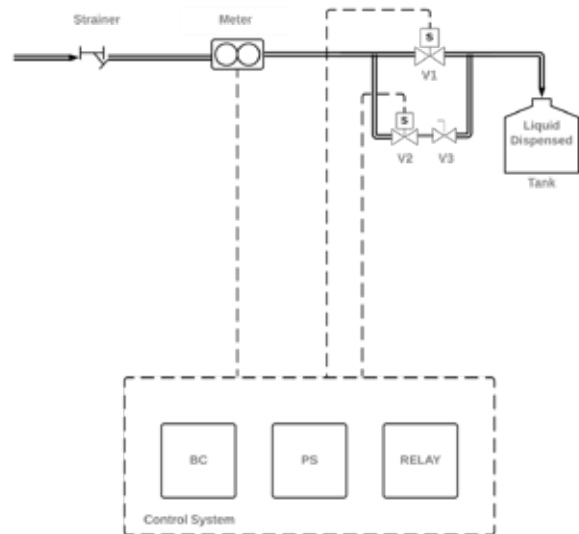 Strainer
Meter
S
V1
S
V2
V3
Liquid
Dispensed
Tank
BC
PS
RELAY
Control System